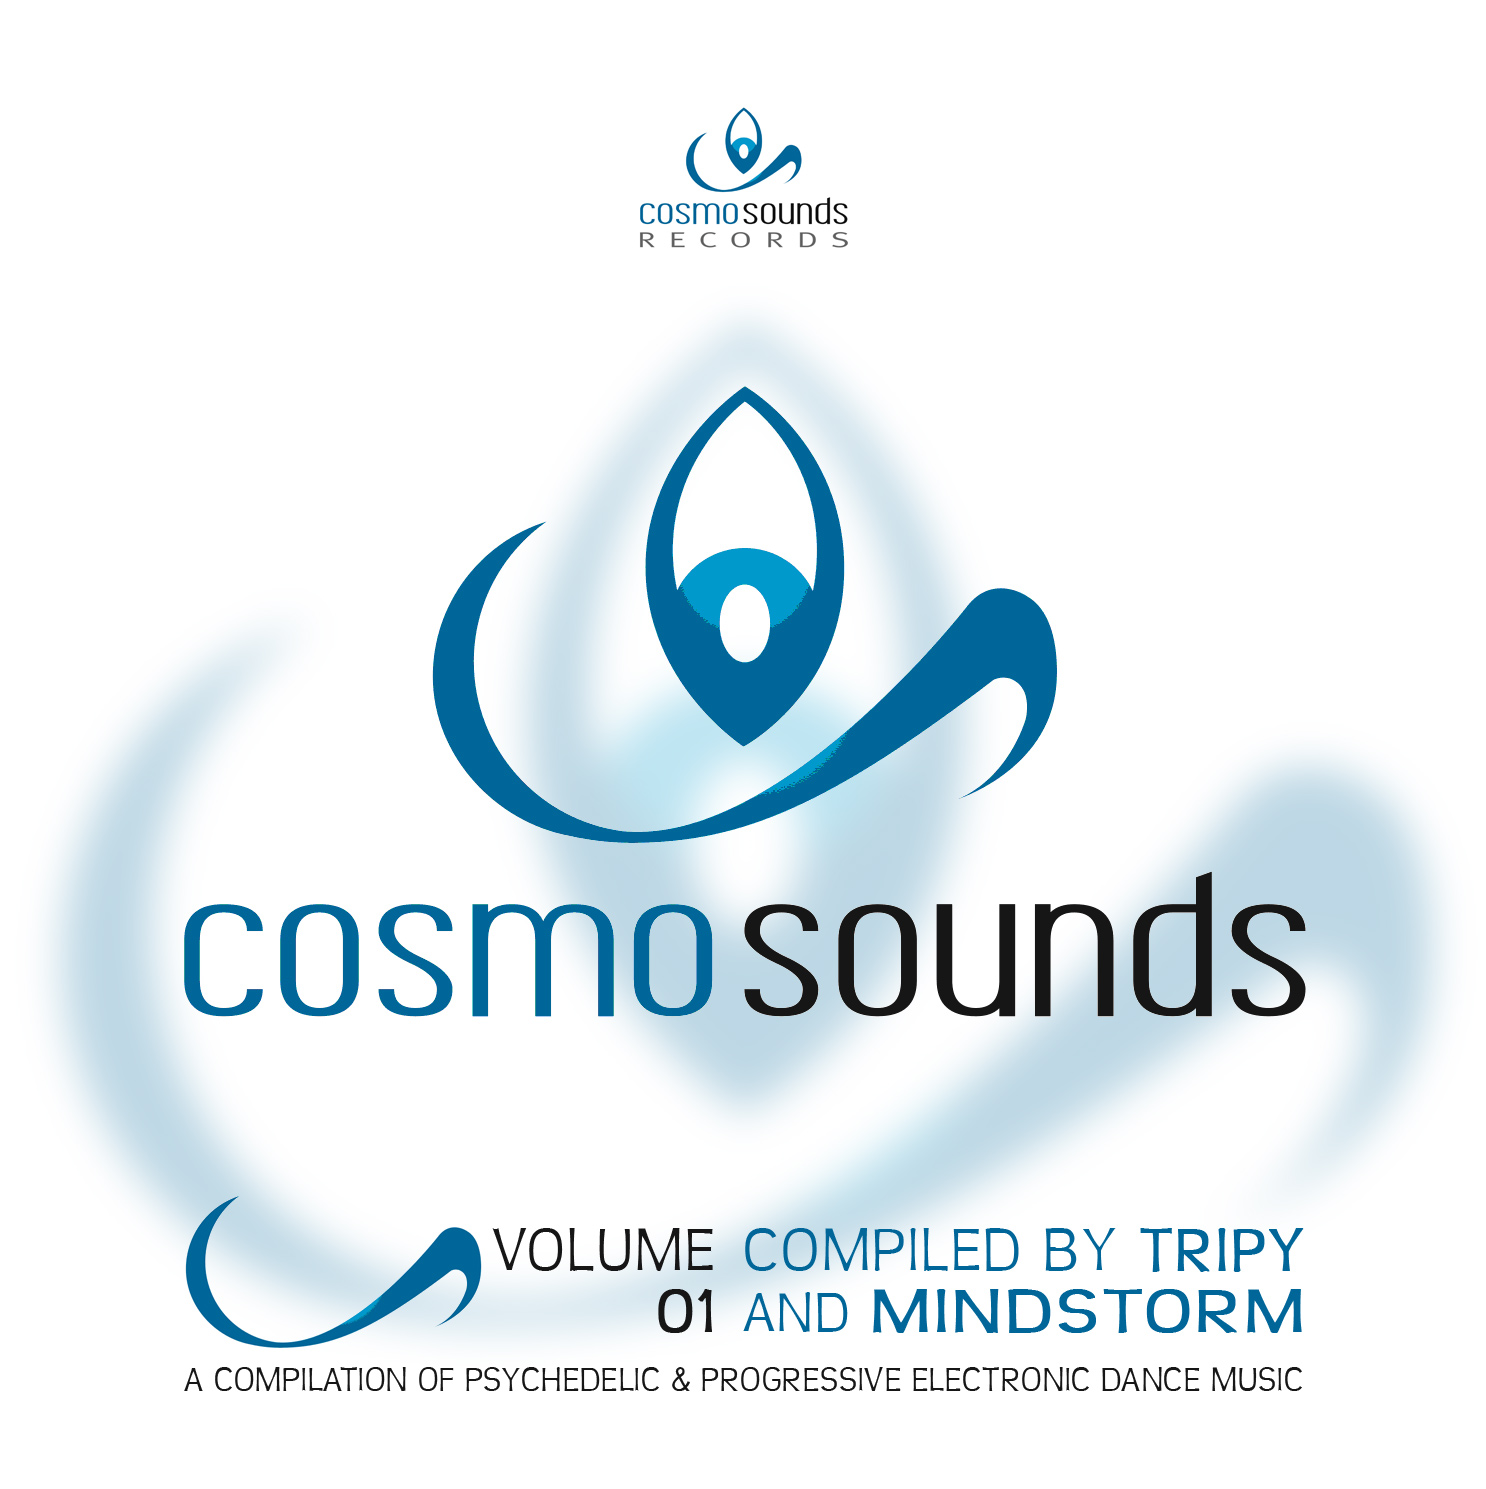 cosmosounds
RECORDS
cosmosounds
VOLUME COMPILED BY TRIPY
01 AND MINDSTORM
A COMPILATION OF PSYCHEDELIC & PROGRESSIVE ELECTRONIC DANCE MUSIC